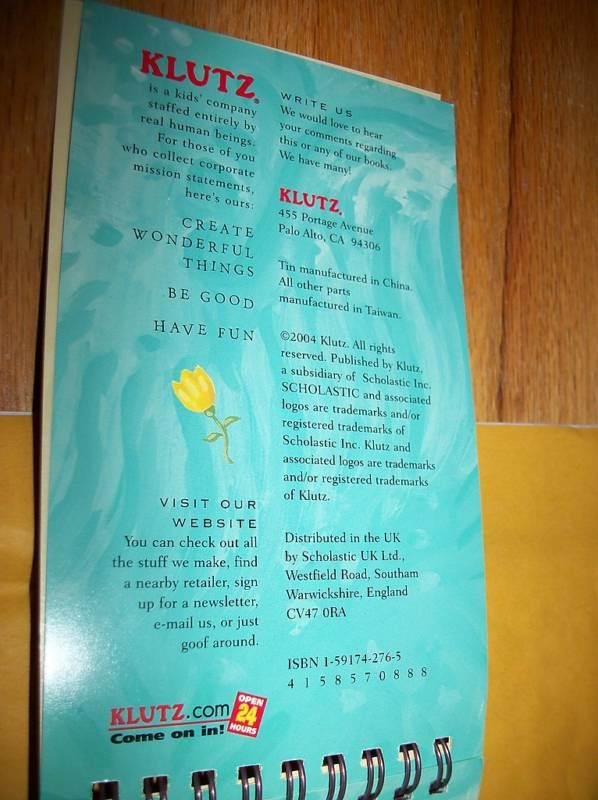 KLUTZ®
is a kids' company
staffed entirely by
real human beings.
For those of you
who collect corporate
mission statements,
here's ours:
CREATE
WONDERFUL
THINGS
BE GOOD
HAVE FUN
VISIT OUR
WEBSITE
You can check out all
the stuff we make, find
a nearby retailer, sign
up for a newsletter,
e-mail us, or just
goof around.
KLUTZ.com
Come on in!
OPEN
24
HOURS
WRITE US
We would love to hear
your comments regarding
this or any of our books.
We have many!
KLUTZ®
455 Portage Avenue
Palo Alto, CA 94306
Tin manufactured in China.
All other parts
manufactured in Taiwan.
©2004 Klutz. All rights
reserved. Published by Klutz,
a subsidiary of Scholastic Inc.
SCHOLASTIC and associated
logos are trademarks and/or
registered trademarks of
Scholastic Inc. Klutz and
associated logos are trademarks
and/or registered trademarks
of Klutz.
Distributed in the UK
by Scholastic UK Ltd.,
Westfield Road, Southam
Warwickshire, England
CV47 0RA
ISBN 1-59174-276-5
4 1 5 8 5 7 0 8 8 8